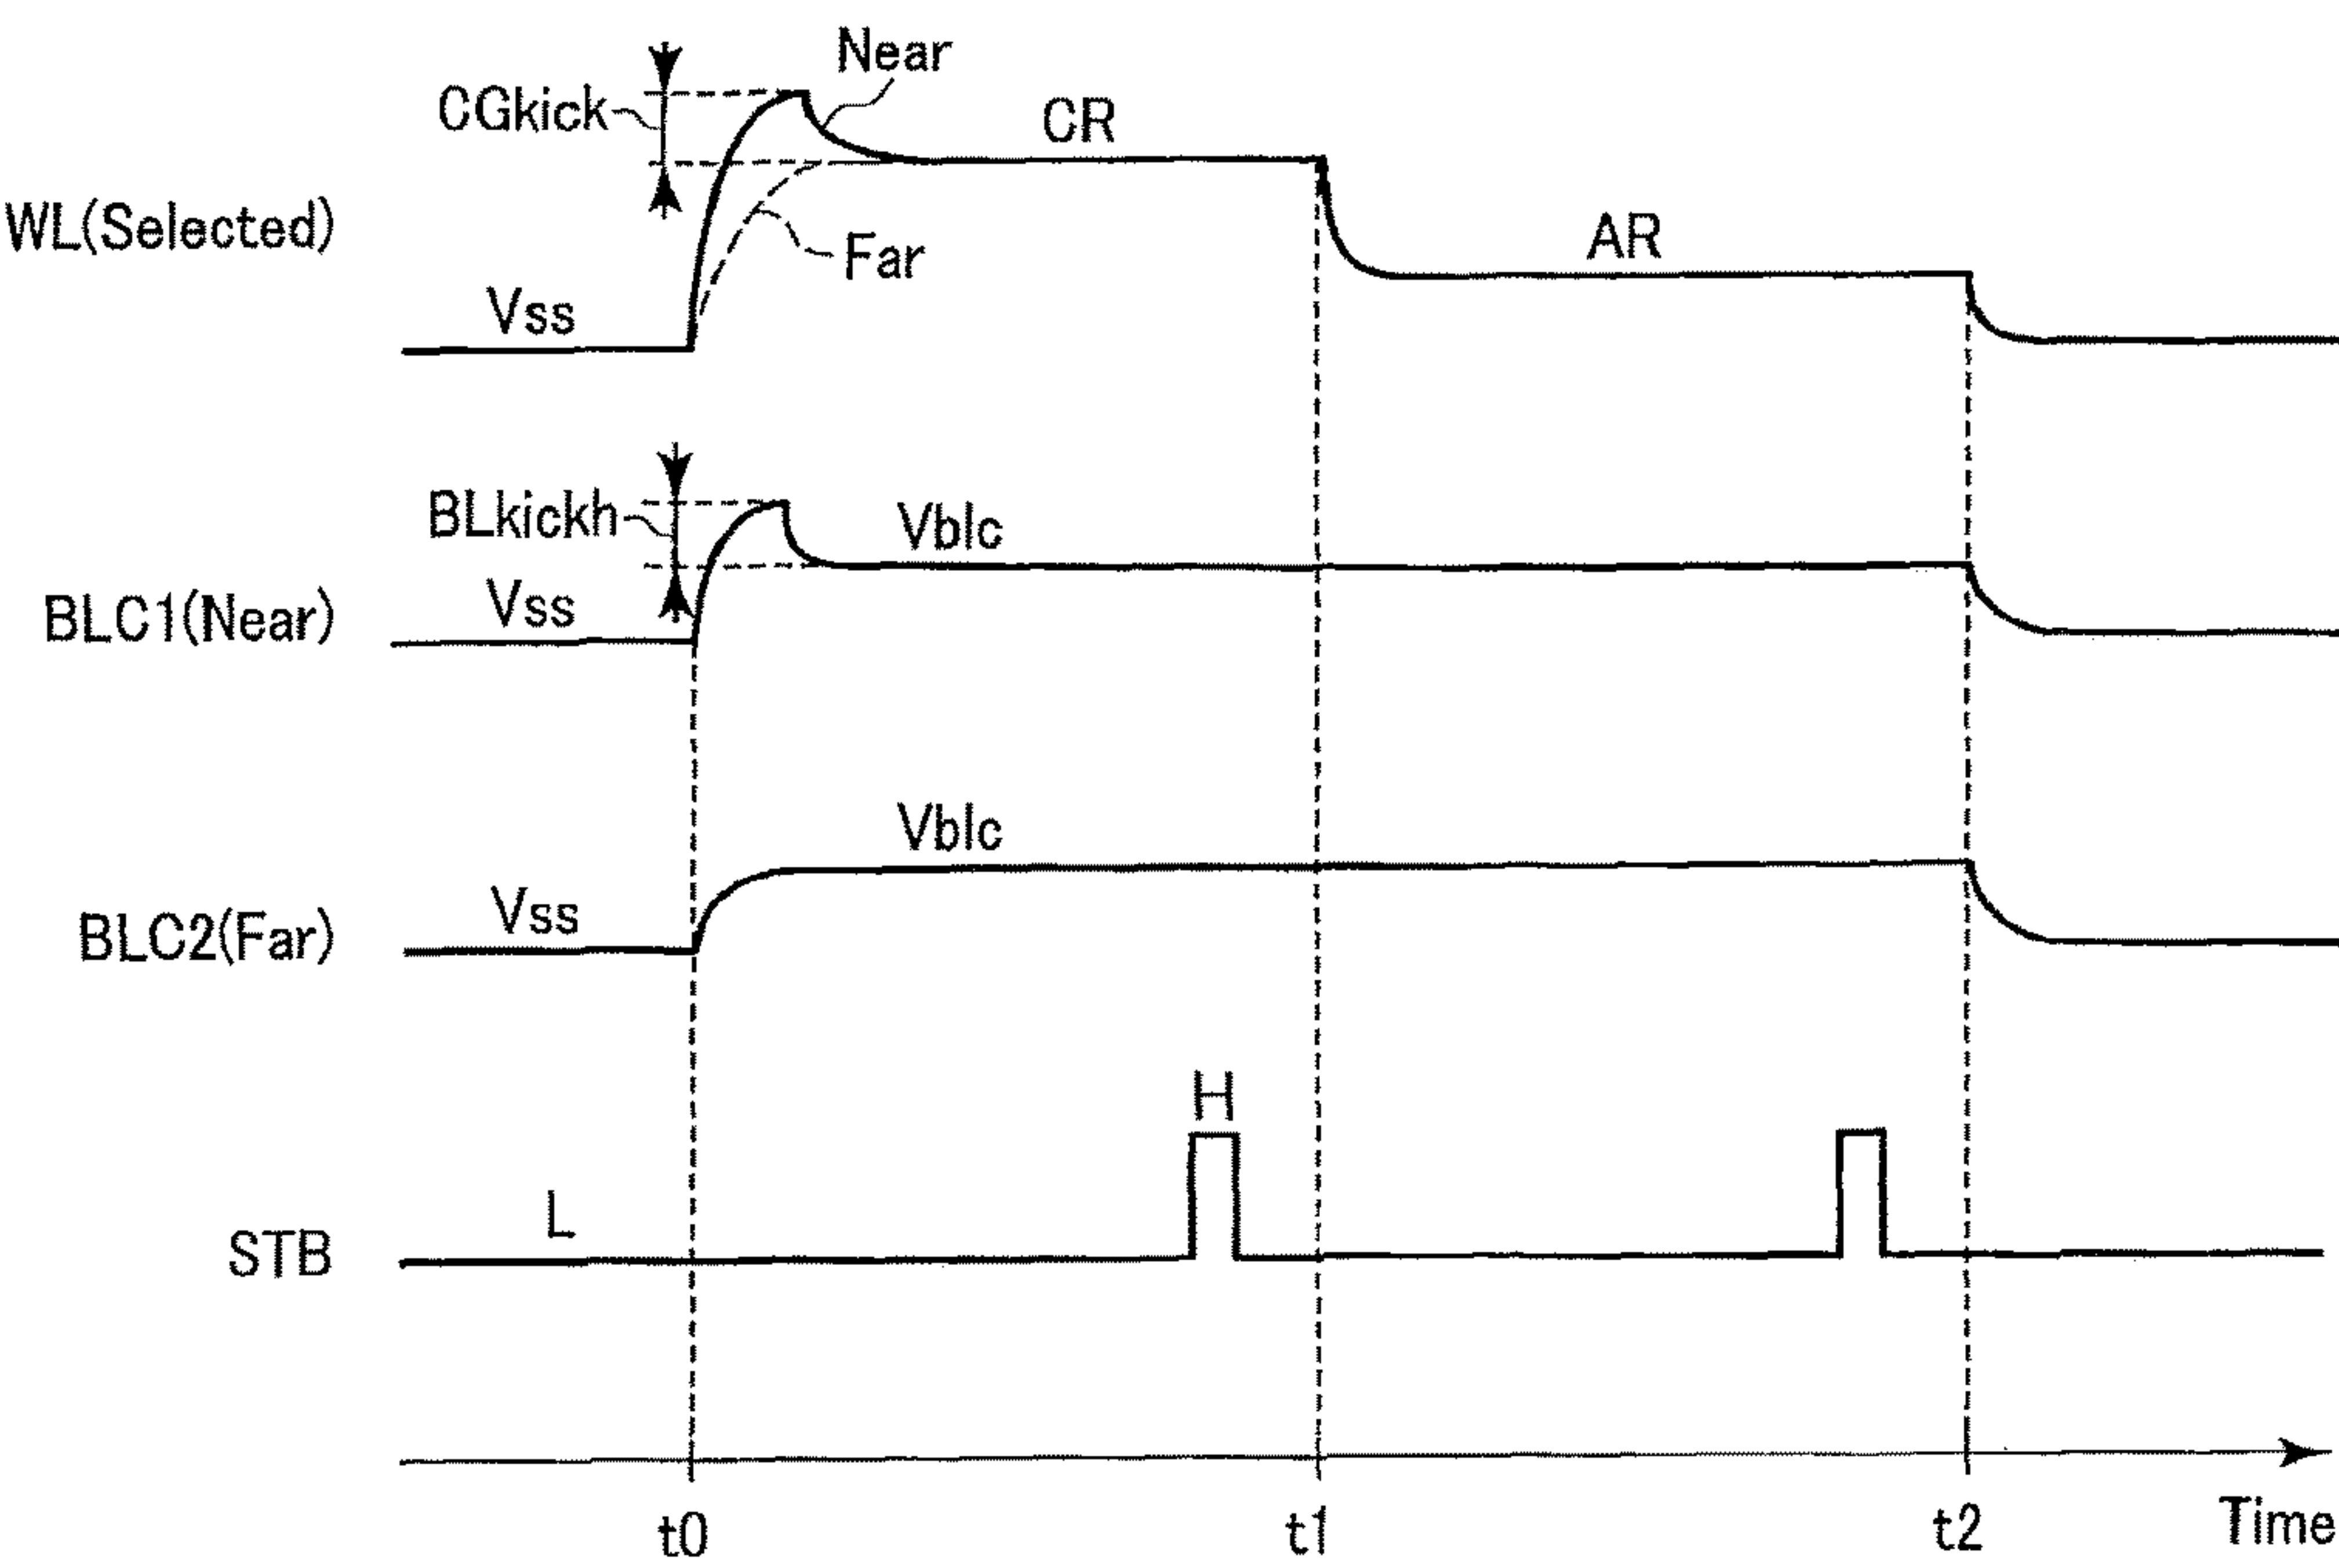 Near
CGkick
CR
WL(Selected)
AR
Far
Vss
BLkickh
Vblc
Vss
BLC1(Near)
Vblc
Vss
BLC2(Far)
H
L
STB
t0
t1
t2
Time